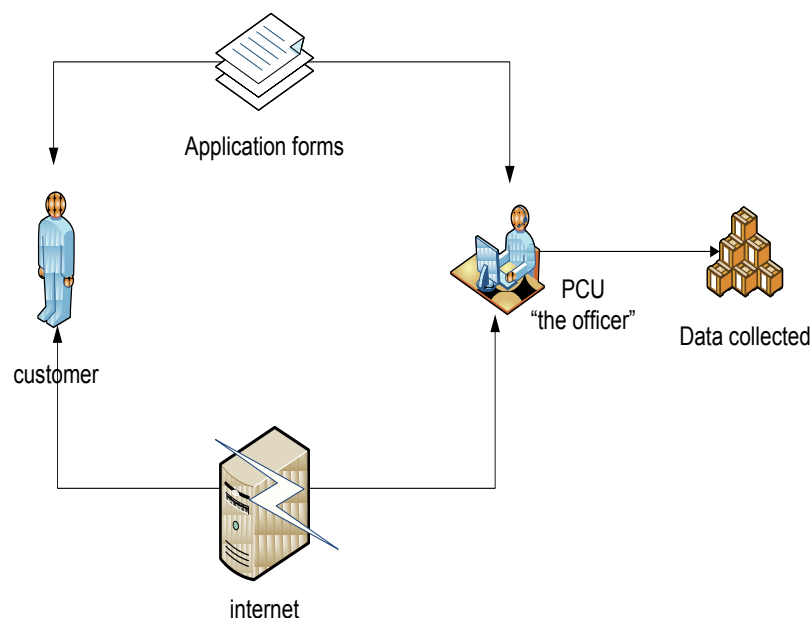 Application forms
PCU
“the officer”
Data collected
customer
internet